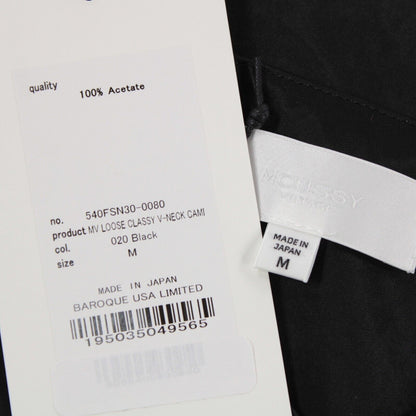 quality
100% Acetate
no. 540FSN30-0080
product MV LOOSE CLASSY V-NECK CAMI
col. 020 Black
size M
MADE IN JAPAN
BAROQUE USA LIMITED
195035049565
MOUSSY
VINTAGE
MADE IN
JAPAN
M